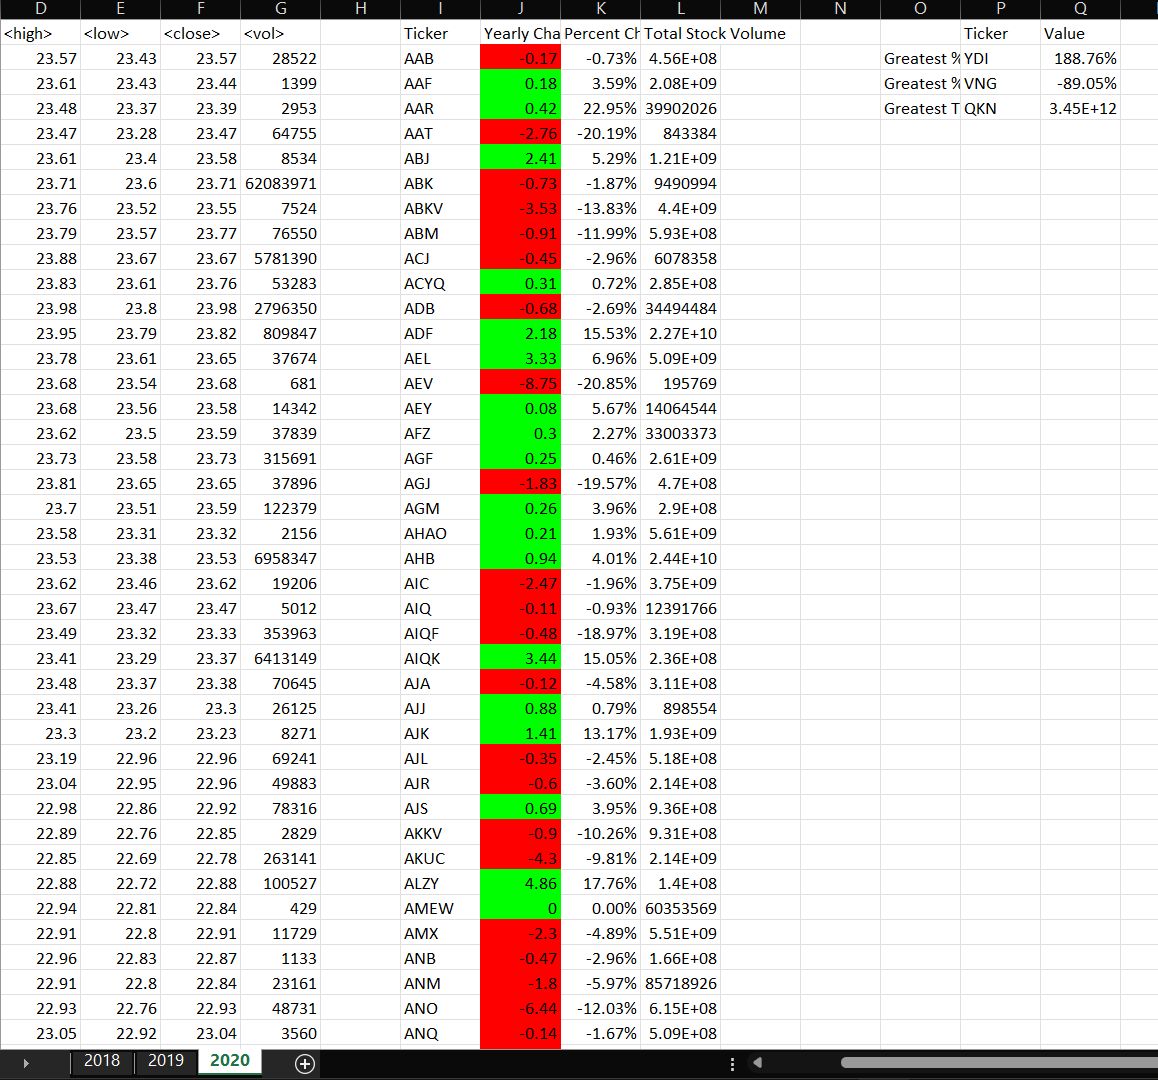 D E F G H I J K L M N O P Q
<high> <low> <close> <vol> Ticker Yearly Cha Percent Ch Total Stock Volume Ticker Value
23.57 23.43 23.57 28522 AAB -0.17 -0.73% 4.56E+08 Greatest % YDI 188.76%
23.61 23.43 23.44 1399 AAF 0.18 3.59% 2.08E+09 Greatest % VNG -89.05%
23.48 23.37 23.39 2953 AAR 0.42 22.95% 39902026 Greatest T QKN 3.45E+12
23.47 23.28 23.47 64755 AAT -2.76 -20.19% 843384
23.61 23.4 23.58 8534 ABJ 2.41 5.29% 1.21E+09
23.71 23.6 23.71 62083971 ABK -0.73 -1.87% 9490994
23.76 23.52 23.55 7524 ABKV -3.53 -13.83% 4.4E+09
23.79 23.57 23.77 76550 ABM -0.91 -11.99% 5.93E+08
23.88 23.67 23.67 5781390 ACJ -0.45 -2.96% 6078358
23.83 23.61 23.76 53283 ACYQ 0.31 0.72% 2.85E+08
23.98 23.8 23.98 2796350 ADB -0.68 -2.69% 34494484
23.95 23.79 23.82 809847 ADF 2.18 15.53% 2.27E+10
23.78 23.61 23.65 37674 AEL 3.33 6.96% 5.09E+09
23.68 23.54 23.68 681 AEV -8.75 -20.85% 195769
23.68 23.56 23.58 14342 AEY 0.08 5.67% 14064544
23.62 23.5 23.59 37839 AFZ 0.3 2.27% 33003373
23.73 23.58 23.73 315691 AGF 0.25 0.46% 2.61E+09
23.81 23.65 23.65 37896 AGJ -1.83 -19.57% 4.7E+08
23.7 23.51 23.59 122379 AGM 0.26 3.96% 2.9E+08
23.58 23.31 23.32 2156 AHAO 0.21 1.93% 5.61E+09
23.53 23.38 23.53 6958347 AHB 0.94 4.01% 2.44E+10
23.62 23.46 23.62 19206 AIC -2.47 -1.96% 3.75E+09
23.67 23.47 23.47 5012 AIQ -0.11 -0.93% 12391766
23.49 23.32 23.33 353963 AIQF -0.48 -18.97% 3.19E+08
23.41 23.29 23.37 6413149 AIQK 3.44 15.05% 2.36E+08
23.48 23.37 23.38 70645 AJA -0.12 -4.58% 3.11E+08
23.41 23.26 23.3 26125 AJJ 0.88 0.79% 898554
23.3 23.2 23.23 8271 AJK 1.41 13.17% 1.93E+09
23.19 22.96 22.96 69241 AJL -0.35 -2.45% 5.18E+08
23.04 22.95 22.96 49883 AJR -0.6 -3.60% 2.14E+08
22.98 22.86 22.92 78316 AJS 0.69 3.95% 9.36E+08
22.89 22.76 22.85 2829 AKKV -0.9 -10.26% 9.31E+08
22.85 22.69 22.78 263141 AKUC -4.3 -9.81% 2.14E+09
22.88 22.72 22.88 100527 ALZY 4.86 17.76% 1.4E+08
22.94 22.81 22.84 429 AMEW 0 0.00% 60353569
22.91 22.8 22.91 11729 AMX -2.3 -4.89% 5.51E+09
22.96 22.83 22.87 1133 ANB -0.47 -2.96% 1.66E+08
22.91 22.8 22.84 23161 ANM -1.8 -5.97% 85718926
22.93 22.76 22.93 48731 ANO -6.44 -12.03% 6.15E+08
23.05 22.92 23.04 3560 ANQ -0.14 -1.67% 5.09E+08
2018 2019 2020